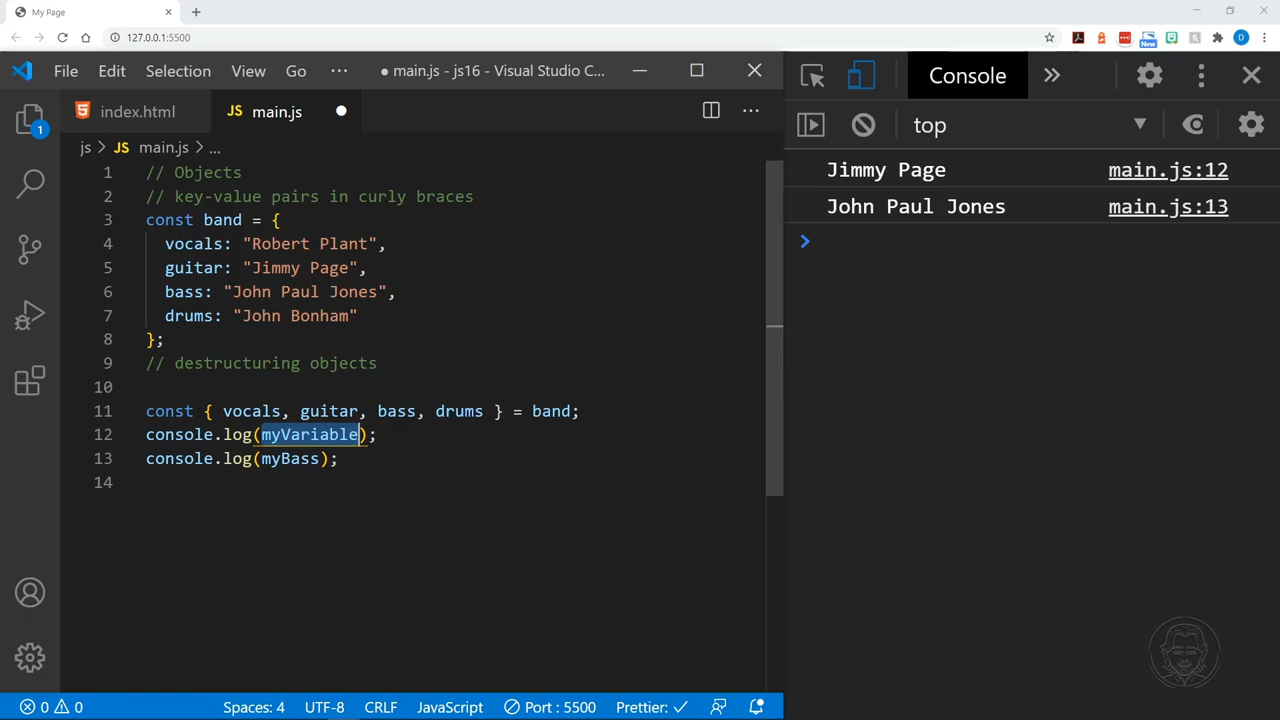 My Page
127.0.0.1:5500
New
D
File Edit Selection View Go ··· ● main.js - js16 - Visual Studio C...
Console
index.html JS main.js
top
1
js > JS main.js > ...
1 // Objects
2 // key-value pairs in curly braces
3 const band = {
4 vocals: "Robert Plant",
5 guitar: "Jimmy Page",
6 bass: "John Paul Jones",
7 drums: "John Bonham"
8 };
9 // destructuring objects
10
11 const { vocals, guitar, bass, drums } = band;
12 console.log(myVariable);
13 console.log(myBass);
14
Jimmy Page main.js:12
John Paul Jones main.js:13
0 0 Spaces: 4 UTF-8 CRLF JavaScript Port : 5500 Prettier: ✓